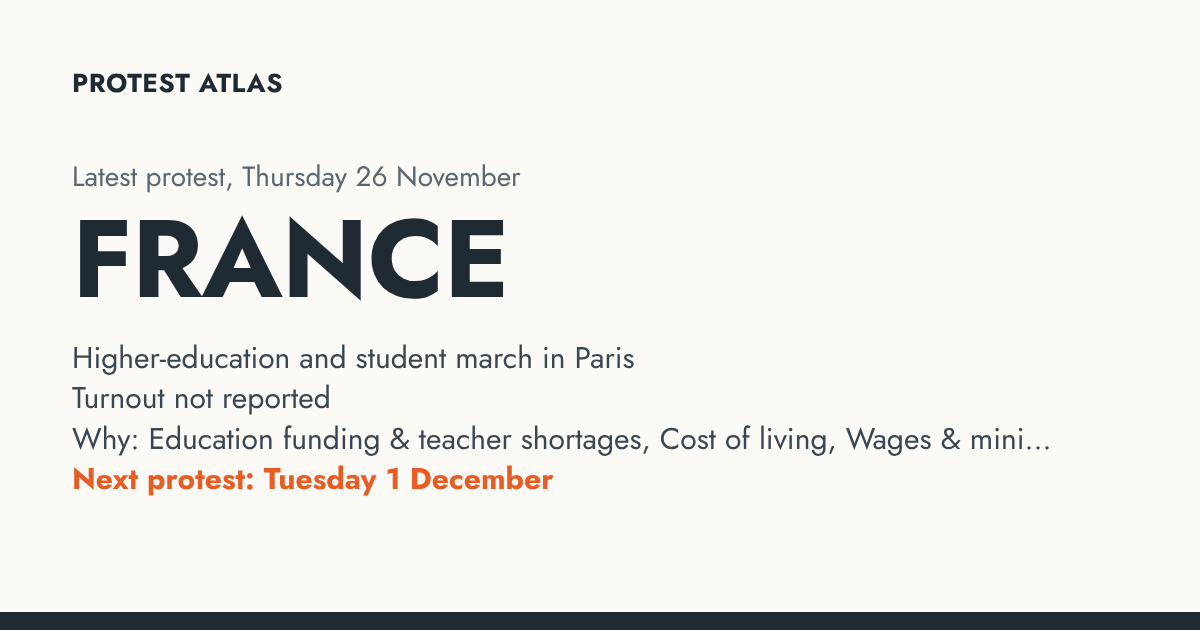 PROTEST ATLAS
Latest protest, Thursday 26 November
FRANCE
Higher-education and student march in Paris
Turnout not reported
Why: Education funding & teacher shortages, Cost of living, Wages & mini…
Next protest: Tuesday 1 December